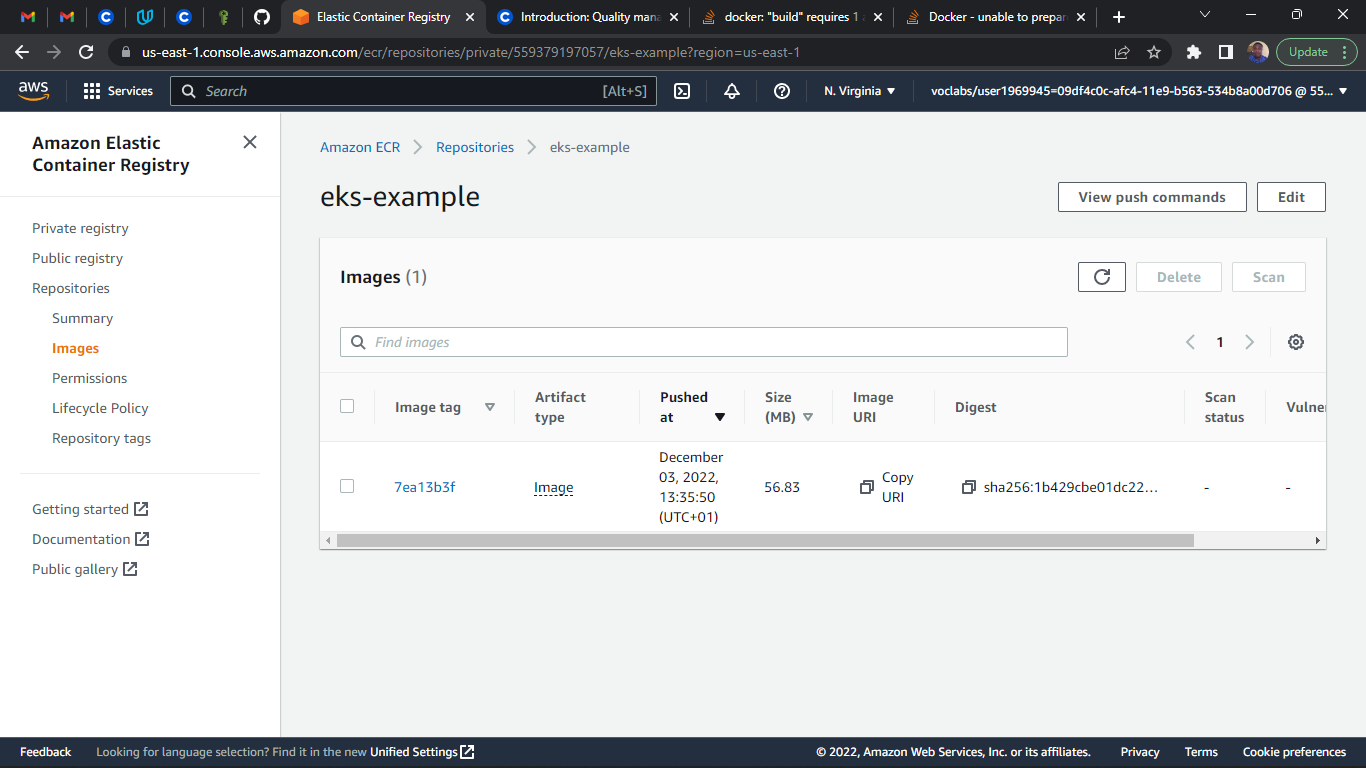 Elastic Container Registry
Introduction: Quality mana
docker: "build" requires 1 a
Docker - unable to prepar
us-east-1.console.aws.amazon.com/ecr/repositories/private/559379197057/eks-example?region=us-east-1
Update
aws
Services
Search
[Alt+S]
N. Virginia
voclabs/user1969945=09df4c0c-afc4-11e9-b563-534b8a00d706 @ 55...
Amazon Elastic
Container Registry
Private registry
Public registry
Repositories
Summary
Images
Permissions
Lifecycle Policy
Repository tags
Getting started
Documentation
Public gallery
Amazon ECR
Repositories
eks-example
eks-example
View push commands
Edit
Images (1)
Delete
Scan
Find images
1
Image tag
Artifact
type
Pushed
at
Size
(MB)
Image
URI
Digest
Scan
status
Vulner
7ea13b3f
Image
December
03, 2022,
13:35:50
(UTC+01)
56.83
Copy
URI
sha256:1b429cbe01dc22...
-
-
Feedback
Looking for language selection? Find it in the new Unified Settings
© 2022, Amazon Web Services, Inc. or its affiliates.
Privacy
Terms
Cookie preferences